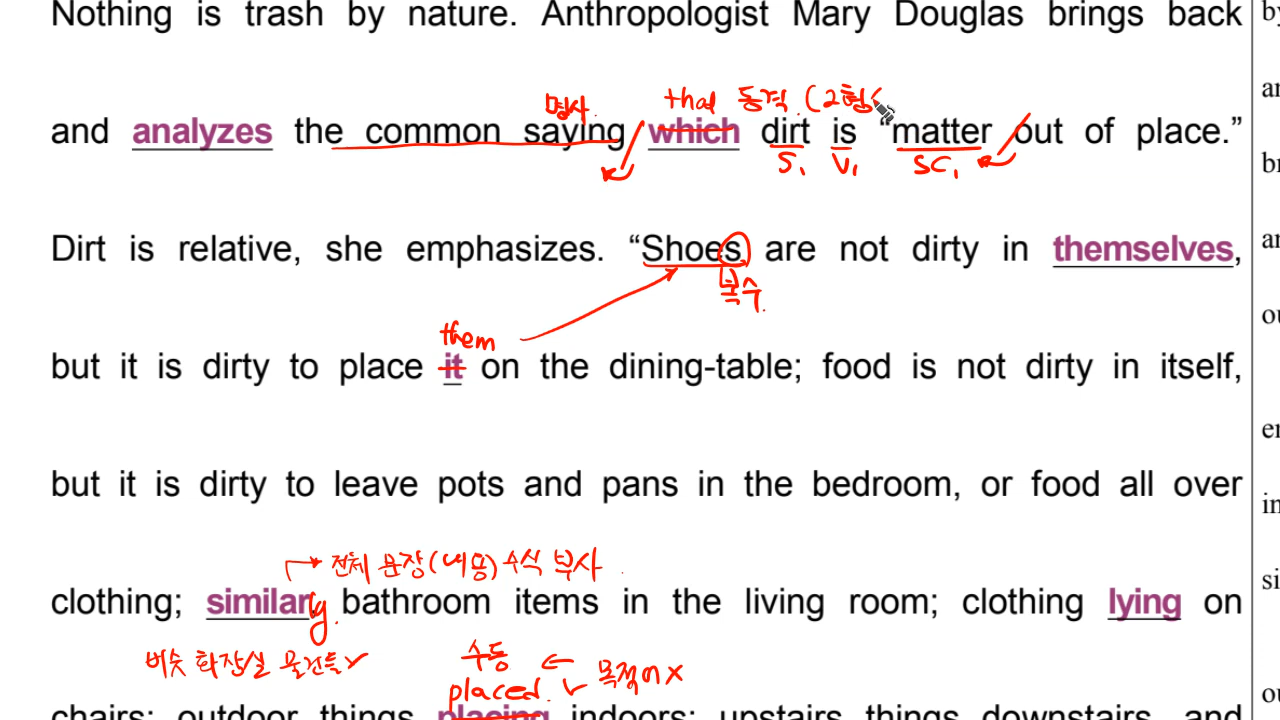 Nothing is trash by nature. Anthropologist Mary Douglas brings back
명사 that 동격 (2형
and analyzes the common saying which dirt is “matter out of place.”
S₁ V₁ SC₁
Dirt is relative, she emphasizes. “Shoes are not dirty in themselves,
복수
them
but it is dirty to place it on the dining-table; food is not dirty in itself,
but it is dirty to leave pots and pans in the bedroom, or food all over
전체 문장(내용) 수식 부사
clothing; similarly bathroom items in the living room; clothing lying on
비슷 화장실 물건들
수동
placed 목적어 X
chairs; outdoor things placing indoors; upstairs things downstairs, and